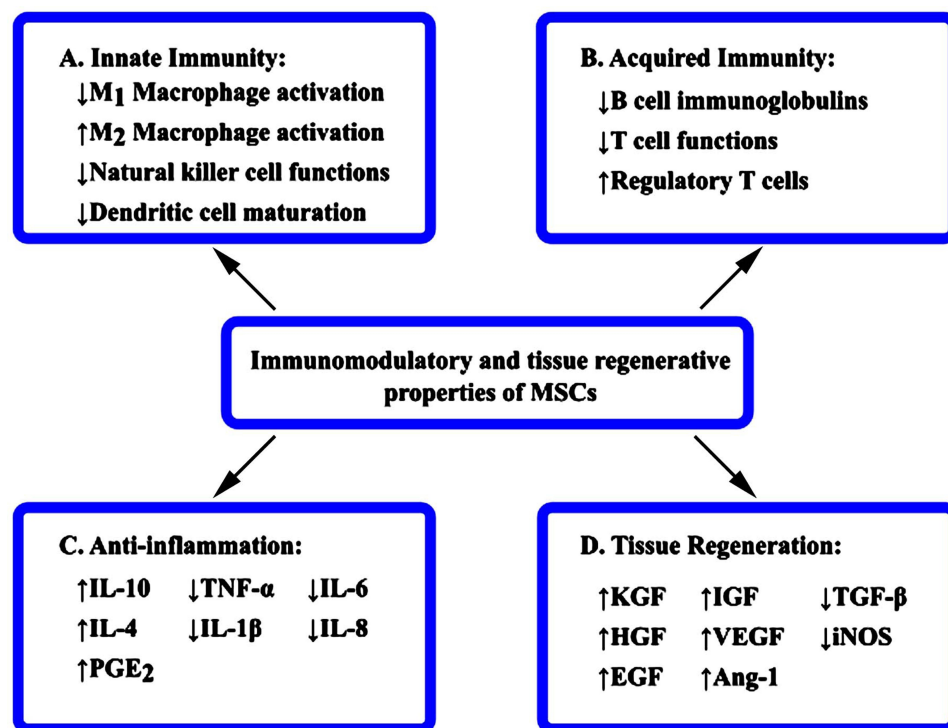 A. Innate Immunity:
↓M₁ Macrophage activation
↑M₂ Macrophage activation
↓Natural killer cell functions
↓Dendritic cell maturation
B. Acquired Immunity:
↓B cell immunoglobulins
↓T cell functions
↑Regulatory T cells
Immunomodulatory and tissue regenerative
properties of MSCs
C. Anti-inflammation:
↑IL-10 ↓TNF-α ↓IL-6
↑IL-4 ↓IL-1β ↓IL-8
↑PGE₂
D. Tissue Regeneration:
↑KGF ↑IGF ↓TGF-β
↑HGF ↑VEGF ↓iNOS
↑EGF ↑Ang-1